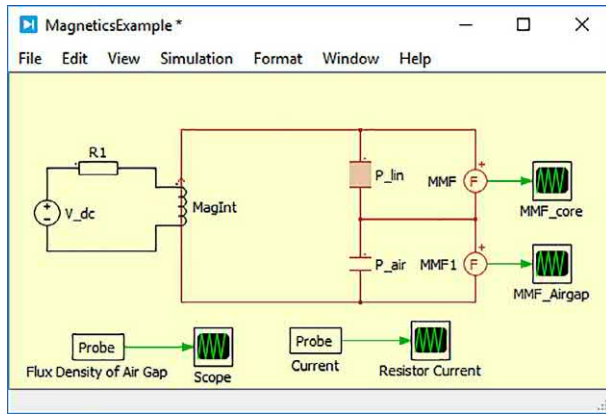 MagneticsExample *
File Edit View Simulation Format Window Help
R1
V_dc
MagInt
P_lin
MMF
F
MMF_core
P_air
MMF1
F
MMF_Airgap
Probe
Flux Density of Air Gap
Scope
Probe
Current
Resistor Current